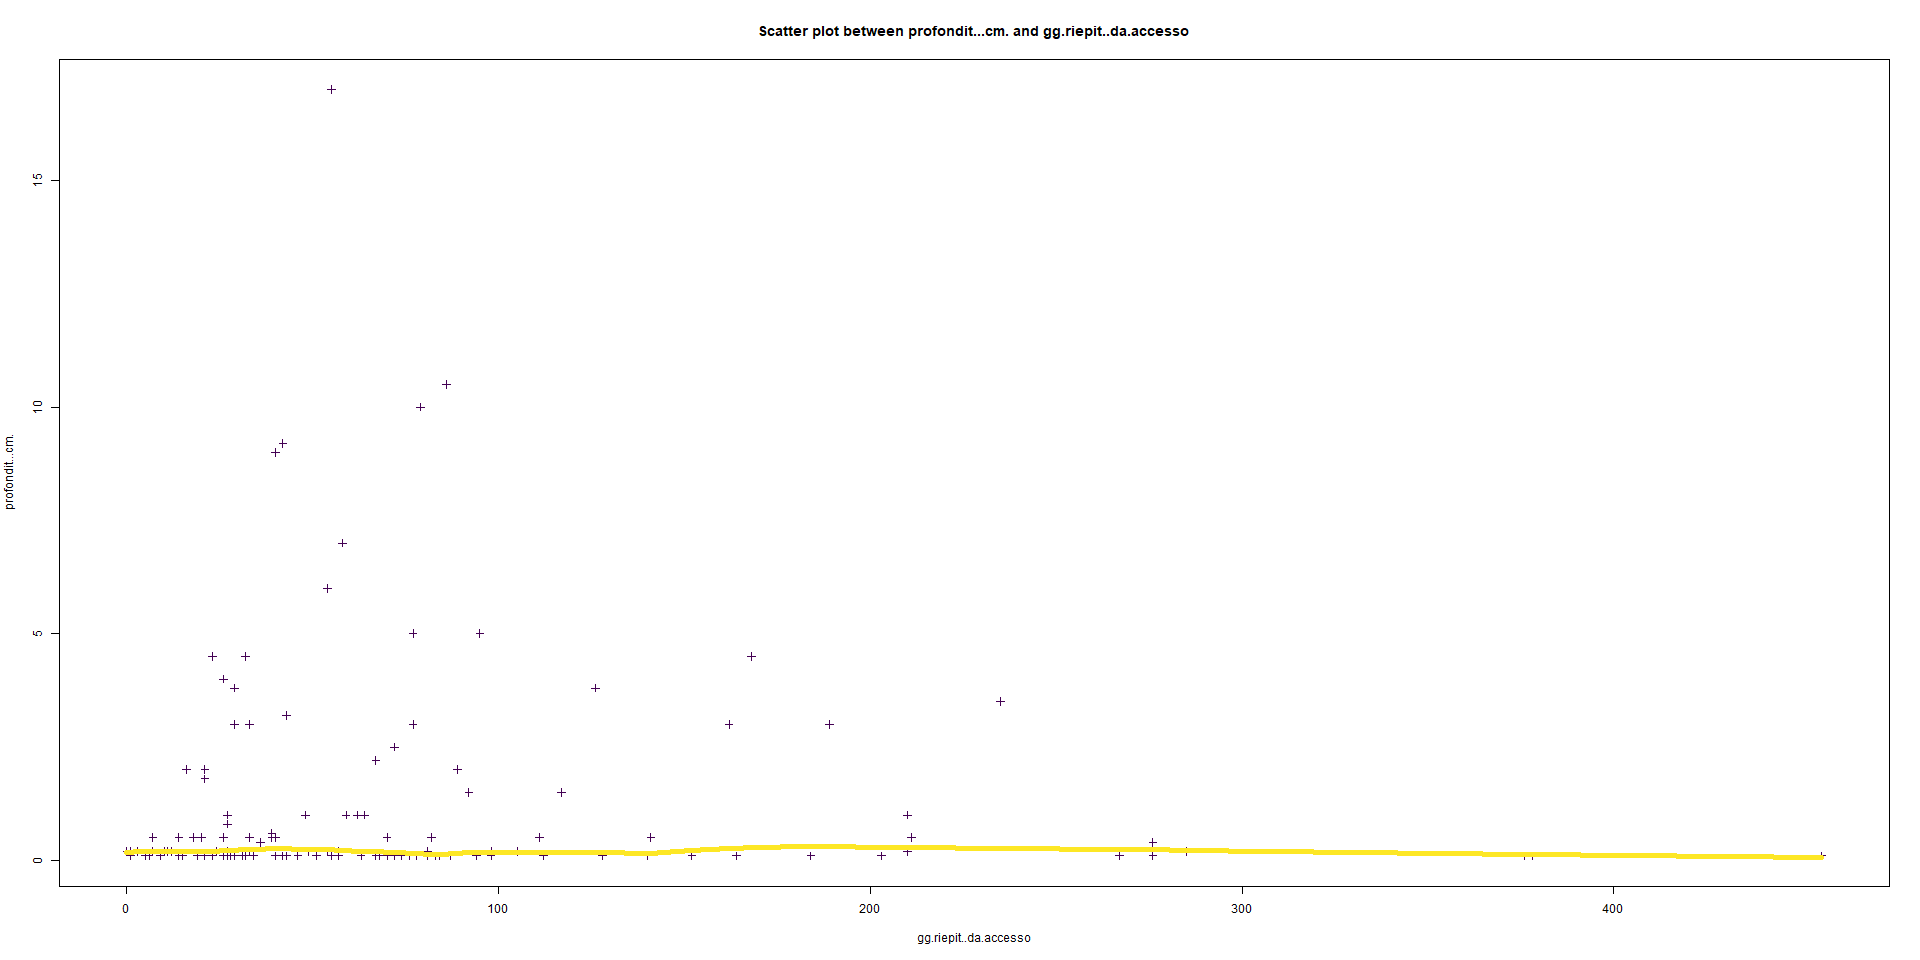 Scatter plot between profondit...cm. and gg.riepit..da.accesso
15
10
5
0
profondit...cm.
0 100 200 300 400
gg.riepit..da.accesso